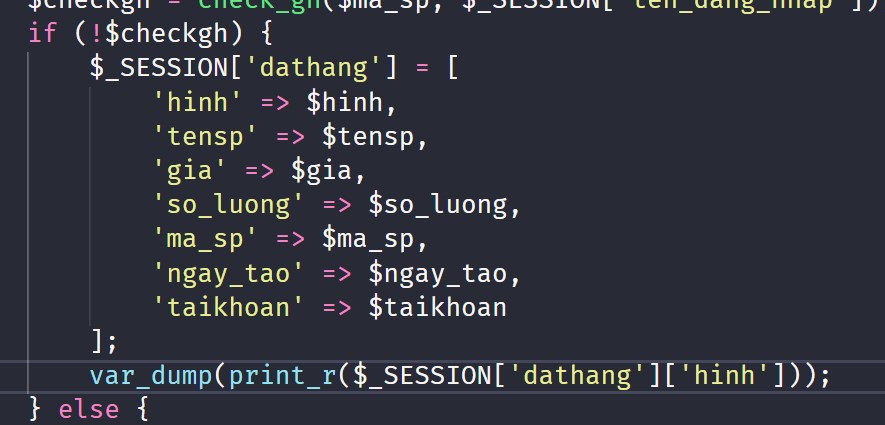 $checkgh = check_gh($ma_sp, $_SESSION['ten_dang_nhap'])
if (!$checkgh) {
$_SESSION['dathang'] = [
'hinh' => $hinh,
'tensp' => $tensp,
'gia' => $gia,
'so_luong' => $so_luong,
'ma_sp' => $ma_sp,
'ngay_tao' => $ngay_tao,
'taikhoan' => $taikhoan
];
var_dump(print_r($_SESSION['dathang']['hinh']));
} else {